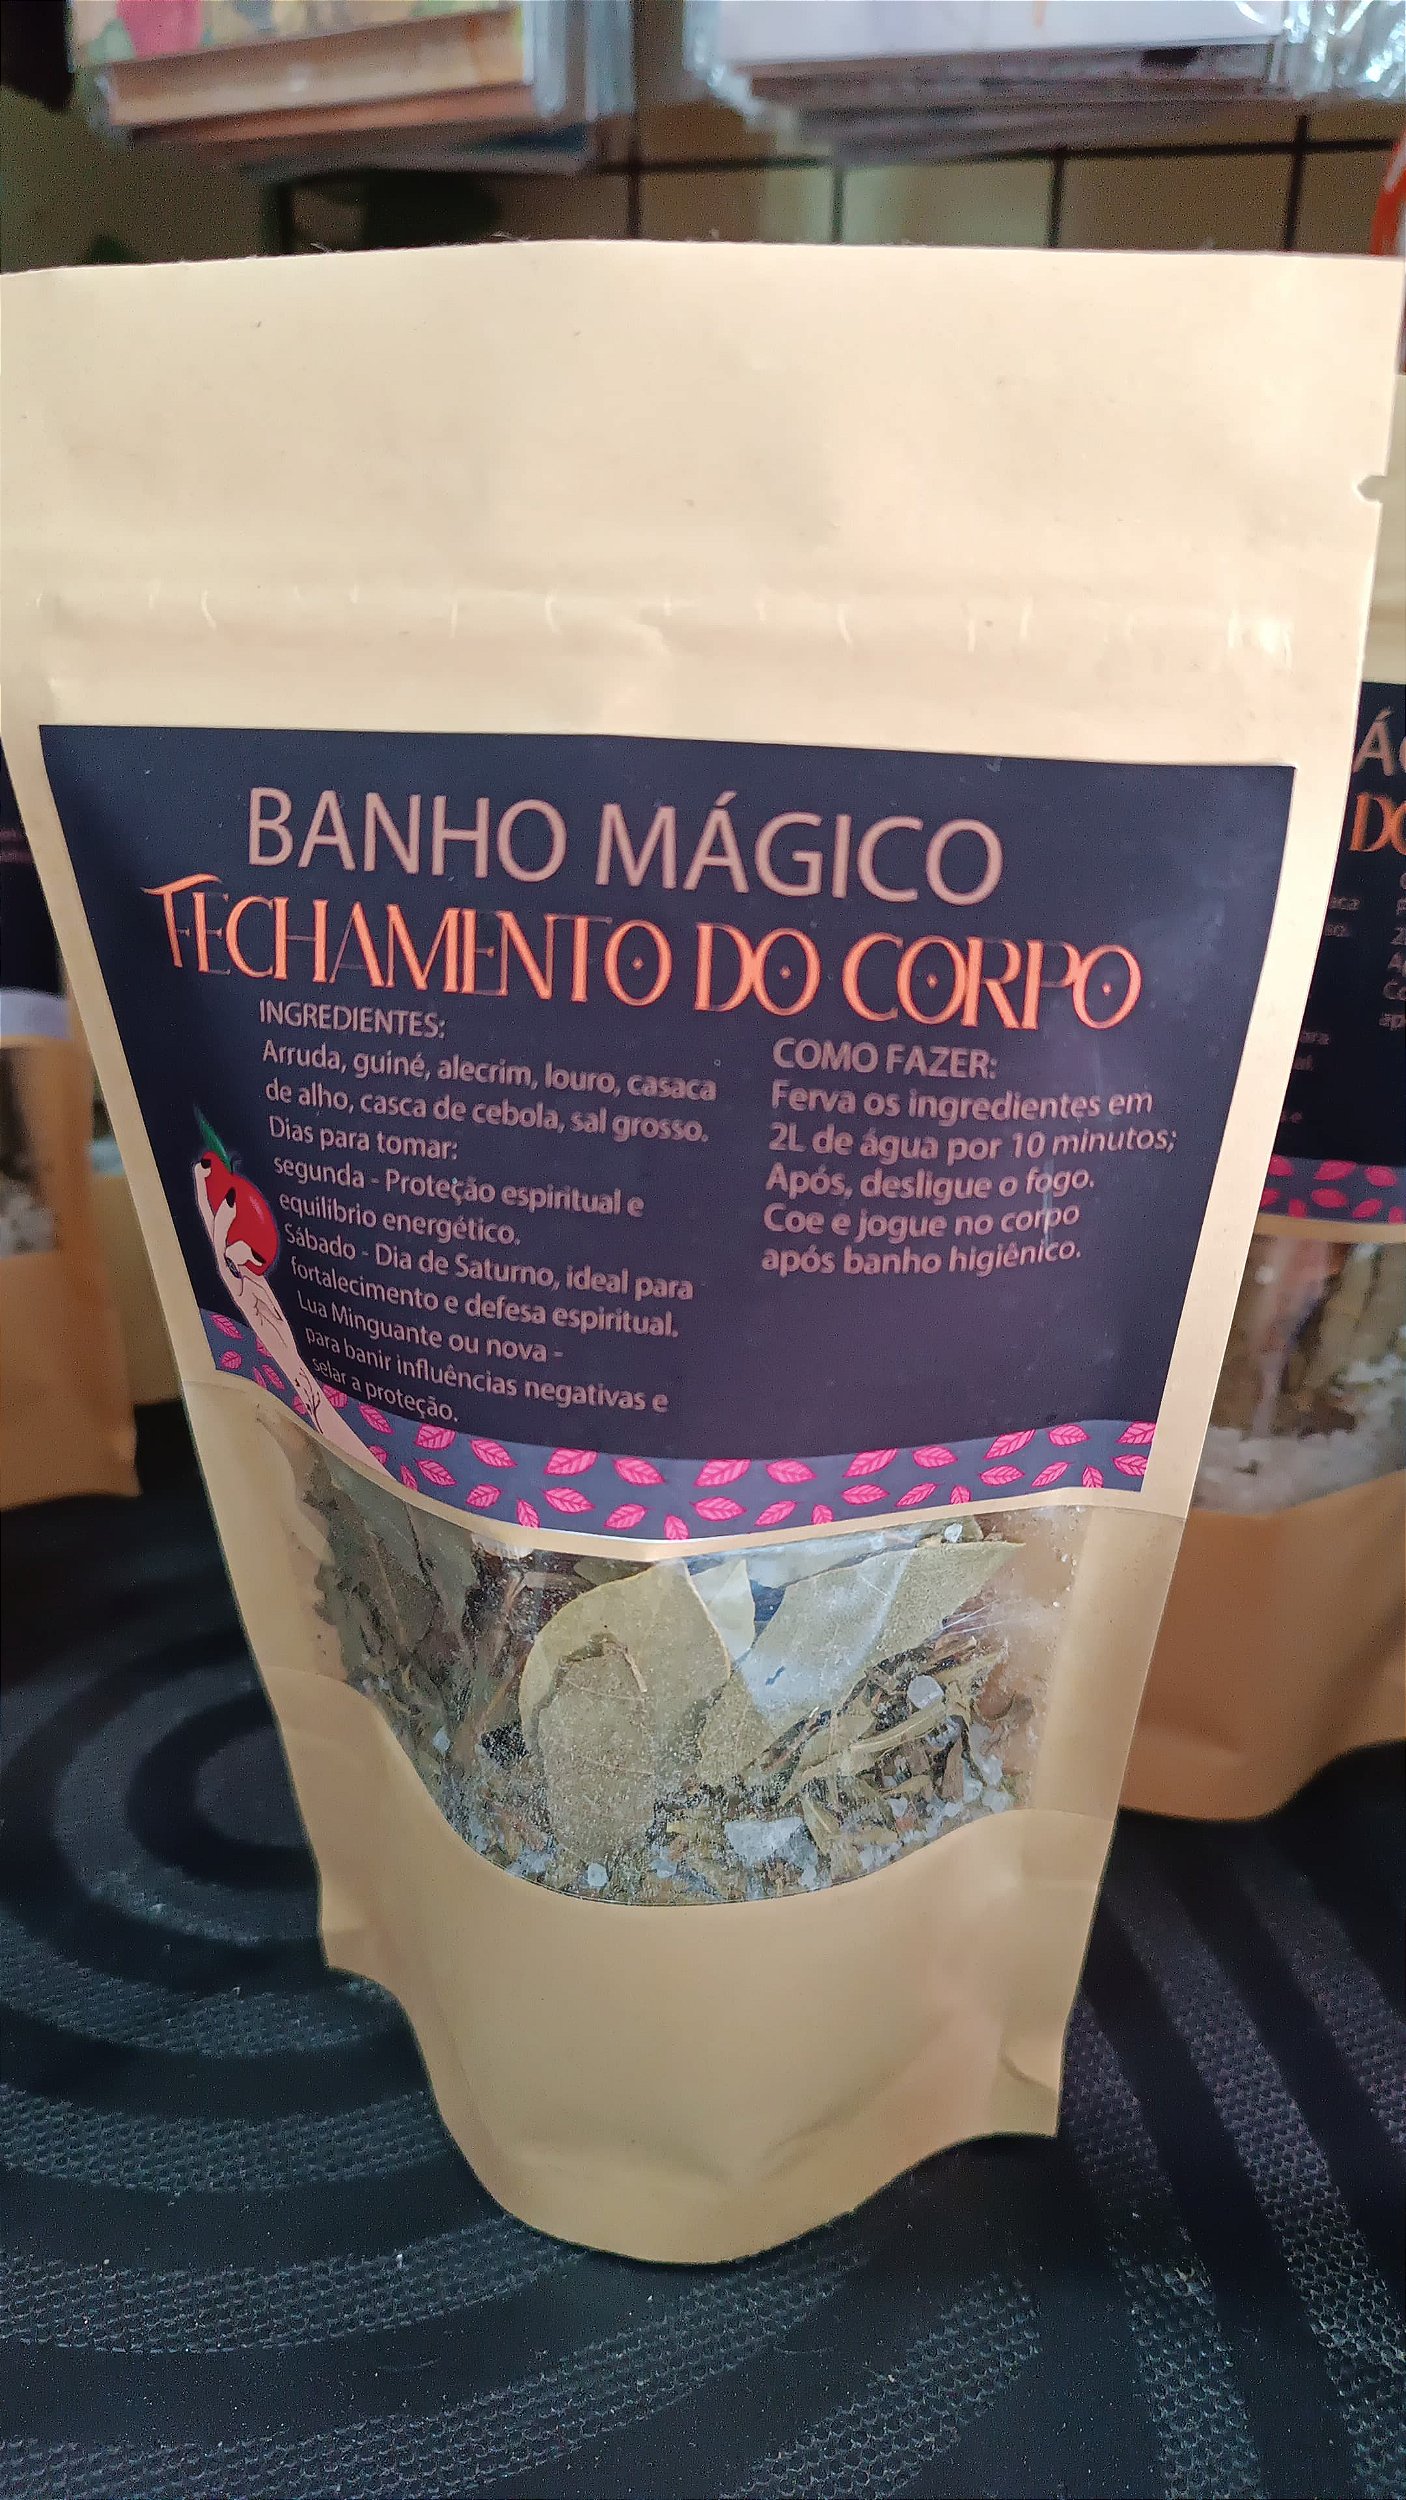 BANHO MÁGICO
FECHAMENTO DO CORPO
INGREDIENTES:
Arruda, guiné, alecrim, louro, casaca
de alho, casca de cebola, sal grosso.
Dias para tomar:
segunda - Proteção espiritual e
equilíbrio energético.
Sábado - Dia de Saturno, ideal para
fortalecimento e defesa espiritual.
Lua Minguante ou nova -
para banir influências negativas e
selar a proteção.
COMO FAZER:
Ferva os ingredientes em
2L de água por 10 minutos;
Após, desligue o fogo.
Coe e jogue no corpo
após banho higiênico.